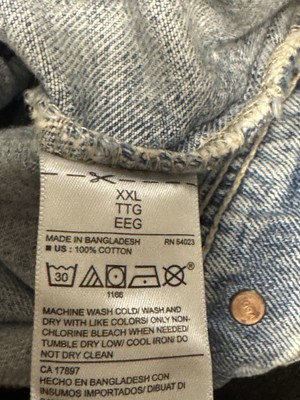 XXL
TTG
EEG
MADE IN BANGLADESH RN 54023
■ US : 100% COTTON
30
1166
MACHINE WASH COLD/ WASH AND
DRY WITH LIKE COLORS/ ONLY NON-
CHLORINE BLEACH WHEN NEEDED/
TUMBLE DRY LOW/ COOL IRON/ DO
NOT DRY CLEAN
CA 17897
HECHO EN BANGLADESH CON
INSUMOS IMPORTADOS/ DIBUAT DI